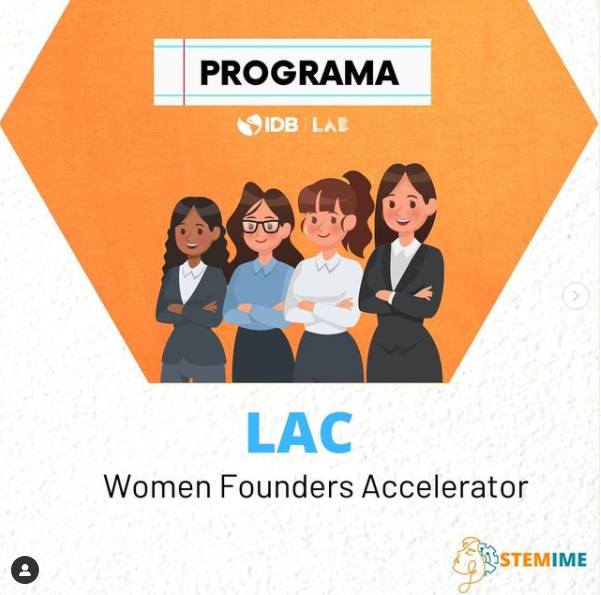 PROGRAMA
IDB | LAB
LAC
Women Founders Accelerator
STEMIME